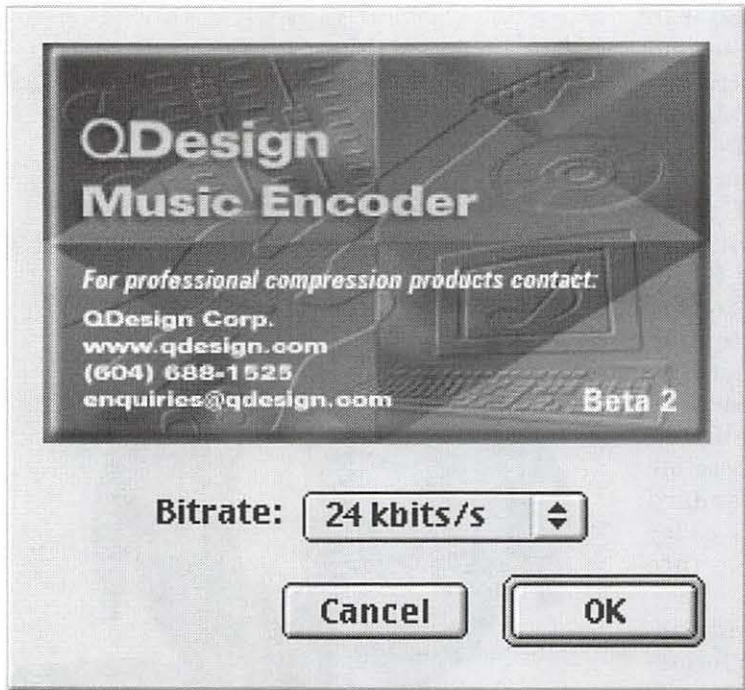 QDesign
Music Encoder
For professional compression products contact:
QDesign Corp.
www.qdesign.com
(604) 688-1525
enquiries@qdesign.com
Beta 2
Bitrate: 24 kbits/s
Cancel OK